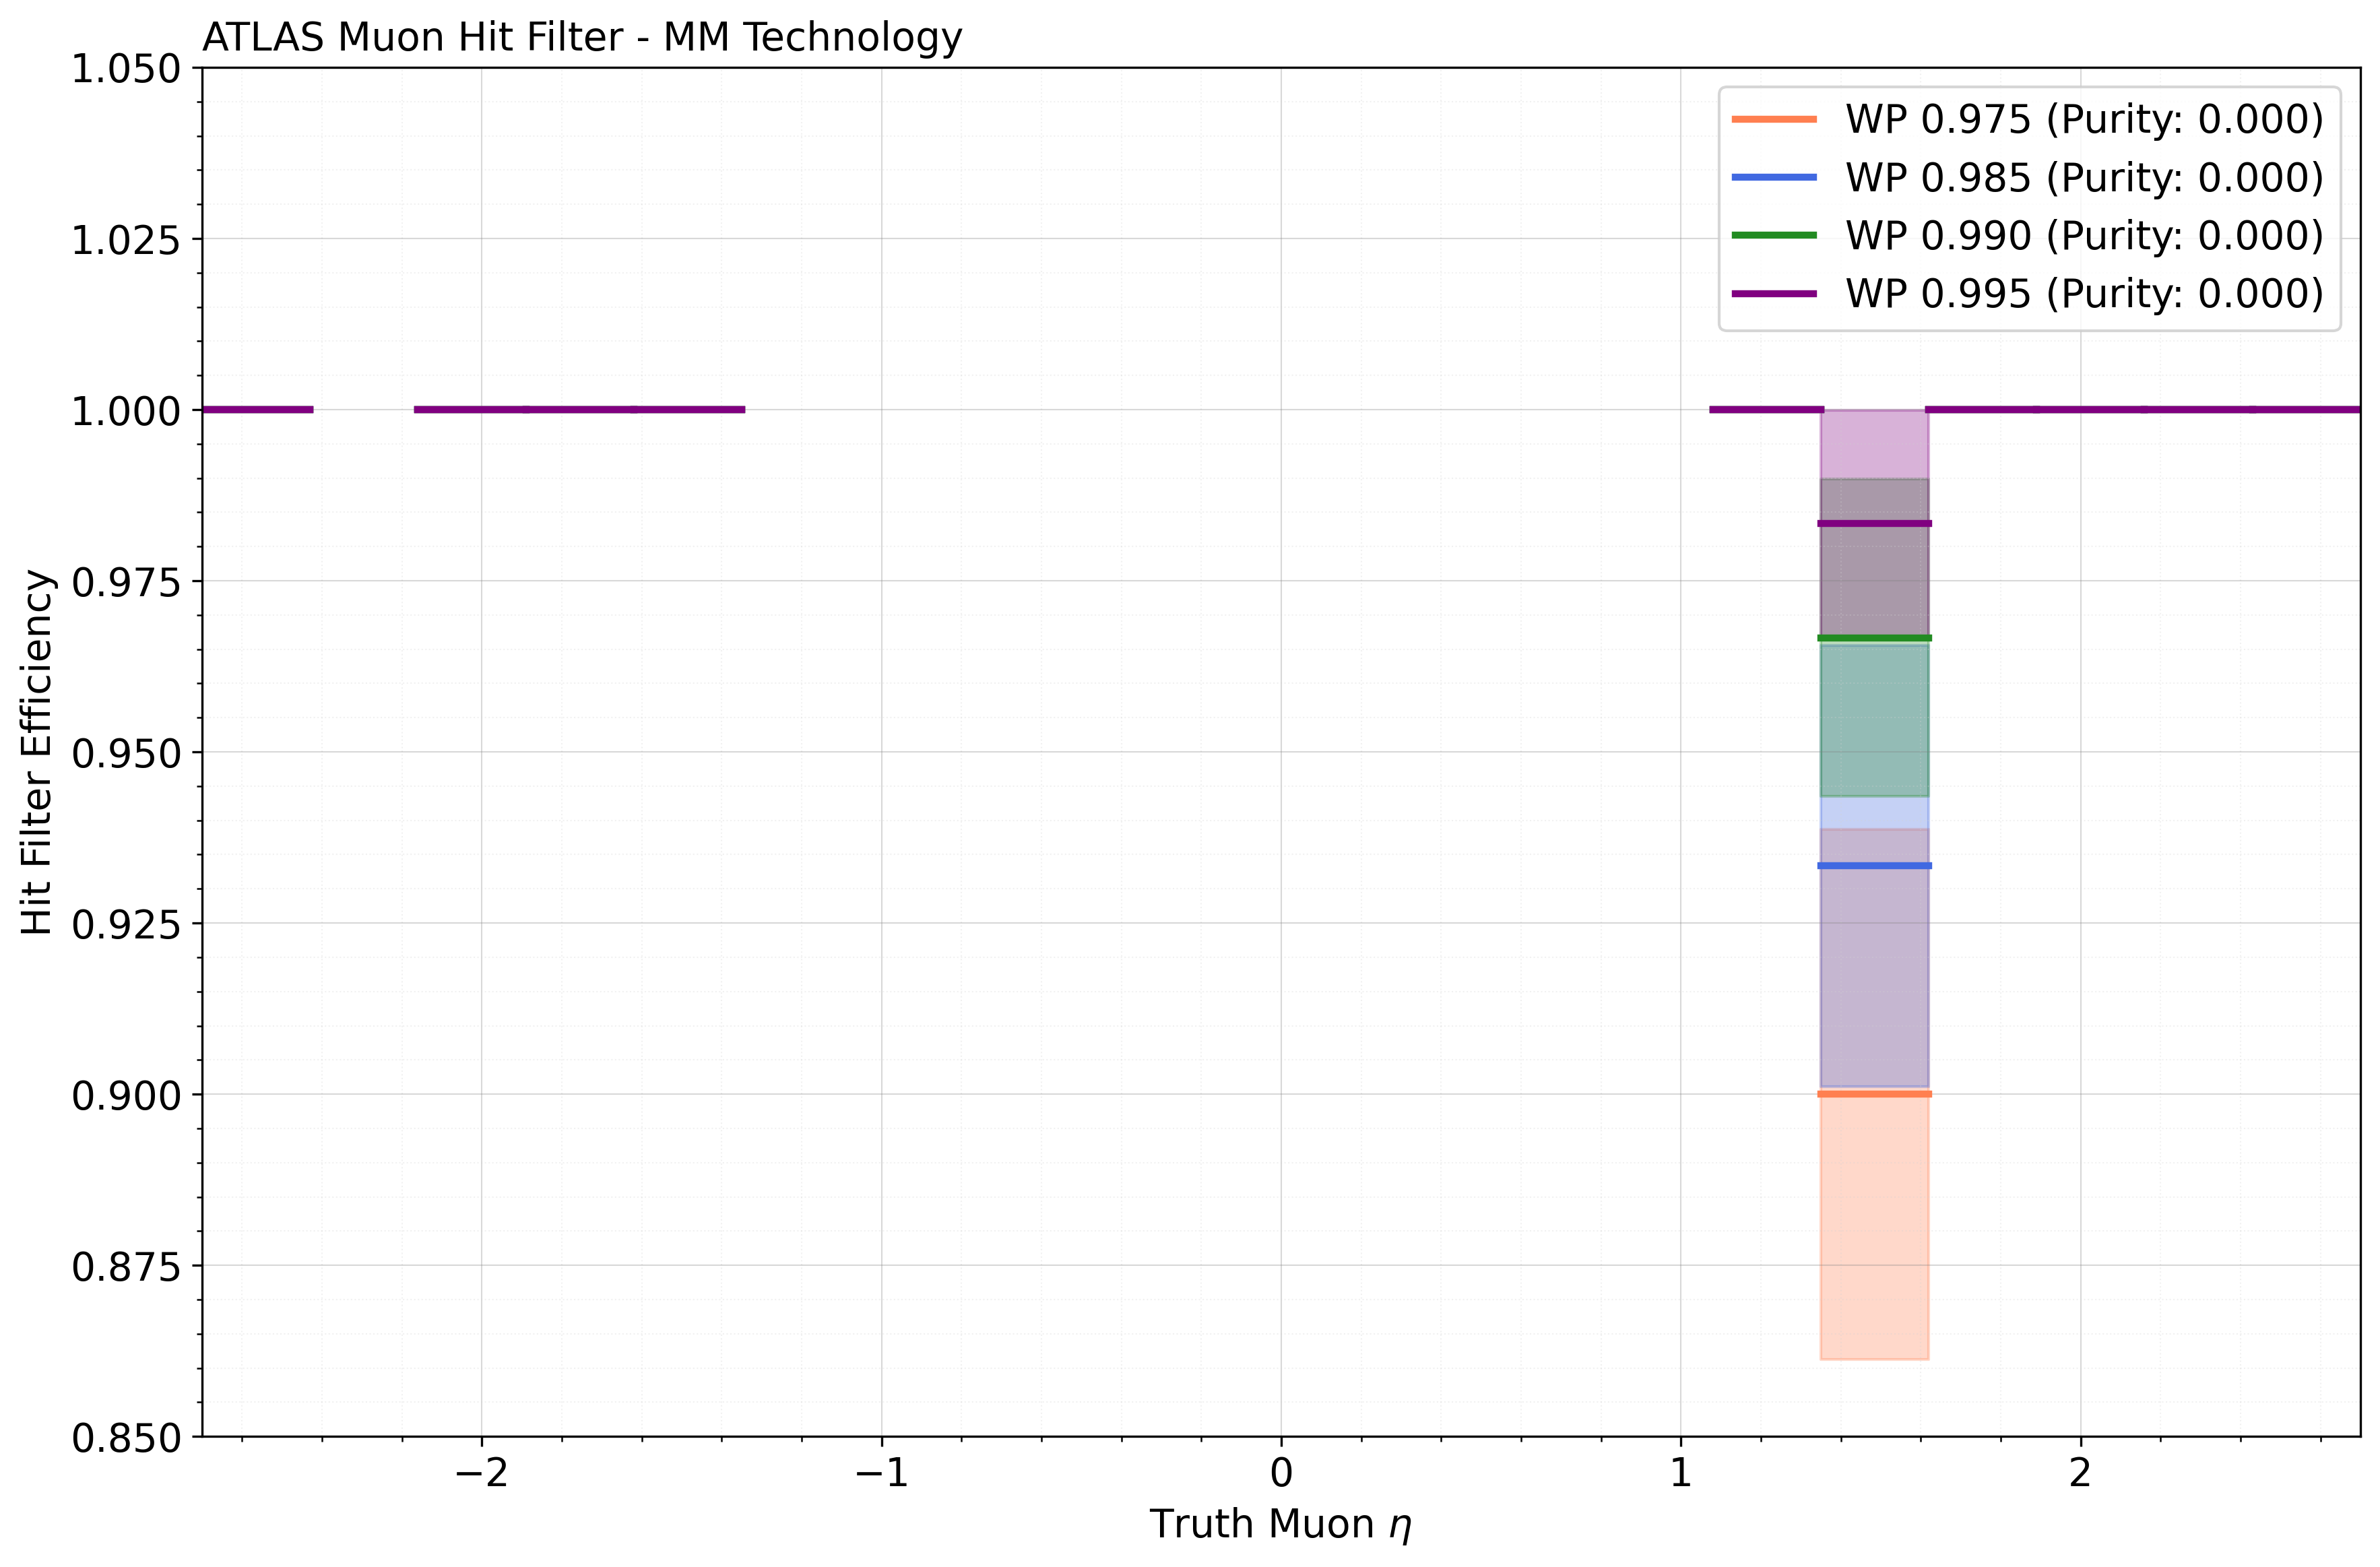 ATLAS Muon Hit Filter - MM Technology
1.050
1.025
1.000
0.975
0.950
0.925
0.900
0.875
0.850
Hit Filter Efficiency
WP 0.975 (Purity: 0.000)
WP 0.985 (Purity: 0.000)
WP 0.990 (Purity: 0.000)
WP 0.995 (Purity: 0.000)
−2 −1 0 1 2
Truth Muon η